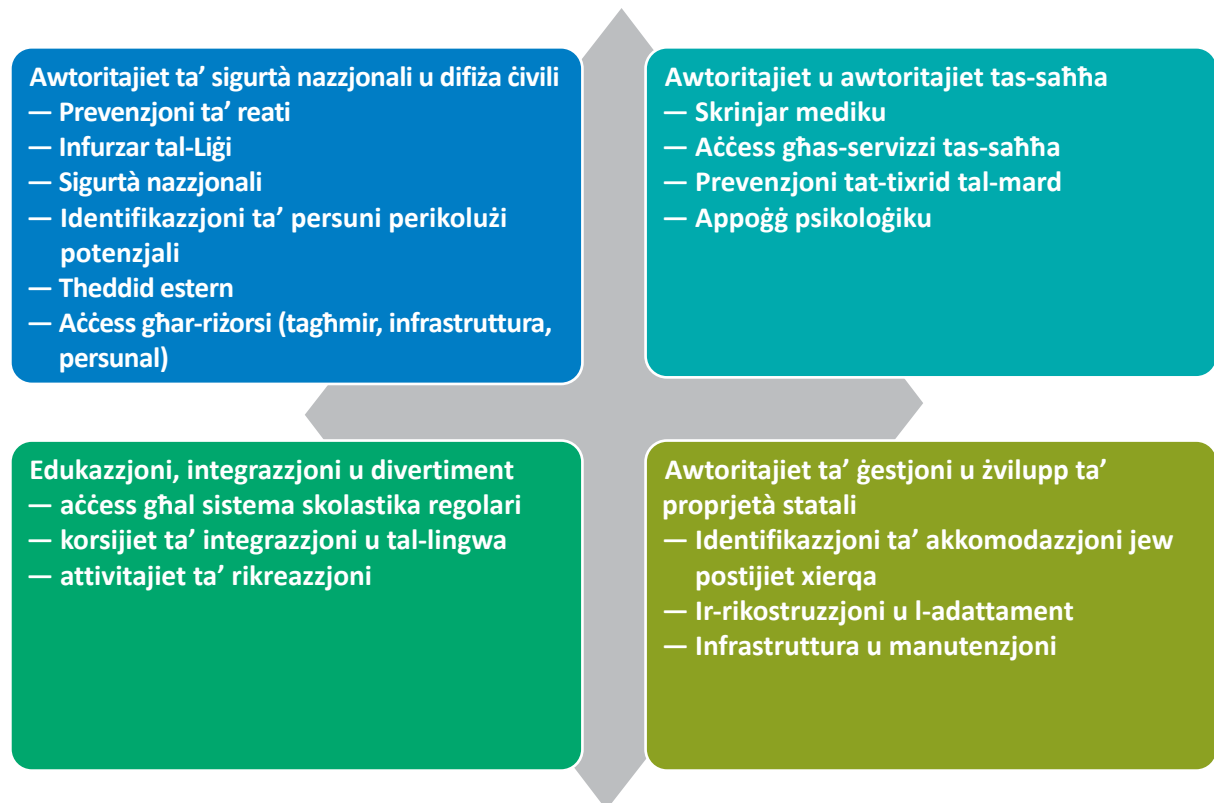 Awtoritajiet ta’ sigurtà nazzjonali u difiża ċivili
— Prevenzjoni ta’ reati
— Infurzar tal-Liġi
— Sigurtà nazzjonali
— Identifikazzjoni ta’ persuni perikolużi
potenzjali
— Theddid estern
— Aċċess għar-riżorsi (tagħmir, infrastruttura,
persunal)
Awtoritajiet u awtoritajiet tas-saħħa
— Skrinjar mediku
— Aċċess għas-servizzi tas-saħħa
— Prevenzjoni tat-tixrid tal-mard
— Appoġġ psikoloġiku
Edukazzjoni, integrazzjoni u divertiment
— aċċess għal sistema skolastika regolari
— korsijiet ta’ integrazzjoni u tal-lingwa
— attivitajiet ta’ rikreazzjoni
Awtoritajiet ta’ ġestjoni u żvilupp ta’
proprjetà statali
— Identifikazzjoni ta’ akkomodazzjoni jew
postijiet xierqa
— Ir-rikostruzzjoni u l-adattament
— Infrastruttura u manutenzjoni